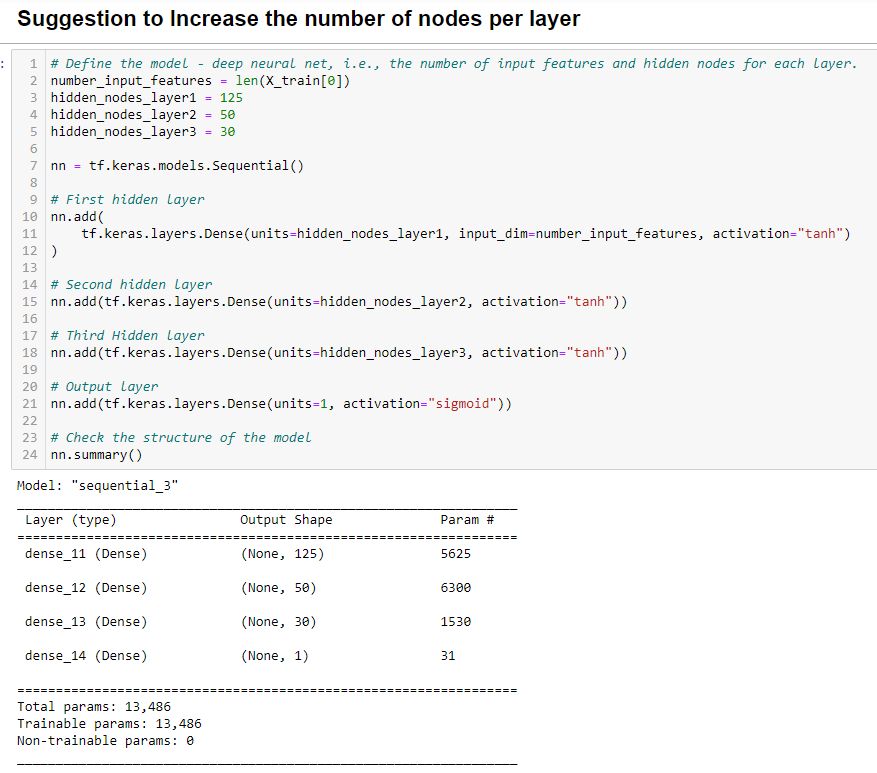 Suggestion to Increase the number of nodes per layer
:
1 # Define the model - deep neural net, i.e., the number of input features and hidden nodes for each layer.
2 number_input_features = len(X_train[0])
3 hidden_nodes_layer1 = 125
4 hidden_nodes_layer2 = 50
5 hidden_nodes_layer3 = 30
6
7 nn = tf.keras.models.Sequential()
8
9 # First hidden layer
10 nn.add(
11     tf.keras.layers.Dense(units=hidden_nodes_layer1, input_dim=number_input_features, activation="tanh")
12 )
13
14 # Second hidden layer
15 nn.add(tf.keras.layers.Dense(units=hidden_nodes_layer2, activation="tanh"))
16
17 # Third Hidden layer
18 nn.add(tf.keras.layers.Dense(units=hidden_nodes_layer3, activation="tanh"))
19
20 # Output layer
21 nn.add(tf.keras.layers.Dense(units=1, activation="sigmoid"))
22
23 # Check the structure of the model
24 nn.summary()
Model: "sequential_3"
_________________________________________________________________
Layer (type)                Output Shape              Param #
=================================================================
dense_11 (Dense)            (None, 125)               5625
dense_12 (Dense)            (None, 50)                6300
dense_13 (Dense)            (None, 30)                1530
dense_14 (Dense)            (None, 1)                 31
=================================================================
Total params: 13,486
Trainable params: 13,486
Non-trainable params: 0
_________________________________________________________________